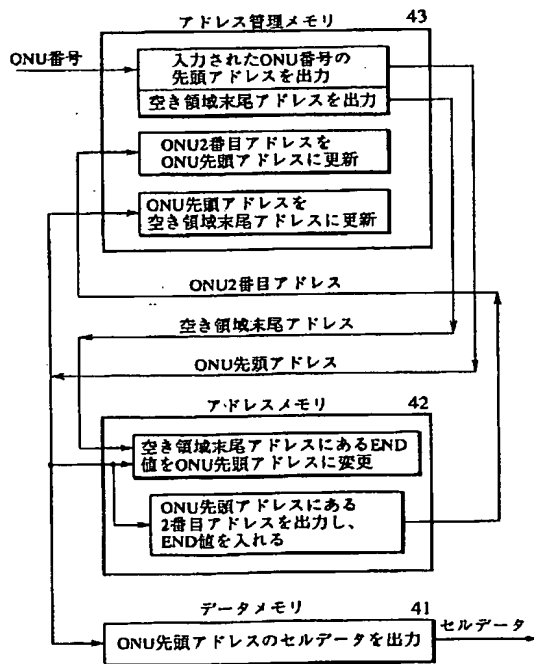 アドレス管理メモリ 43
ONU番号
入力されたONU番号の
先頭アドレスを出力
空き領域末尾アドレスを出力
ONU2番目アドレスを
ONU先頭アドレスに更新
ONU先頭アドレスを
空き領域末尾アドレスに更新
ONU2番目アドレス
空き領域末尾アドレス
ONU先頭アドレス
アドレスメモリ 42
空き領域末尾アドレスにあるEND
値をONU先頭アドレスに変更
ONU先頭アドレスにある
2番目アドレスを出力し、
END値を入れる
データメモリ 41
セルデータ
ONU先頭アドレスのセルデータを出力